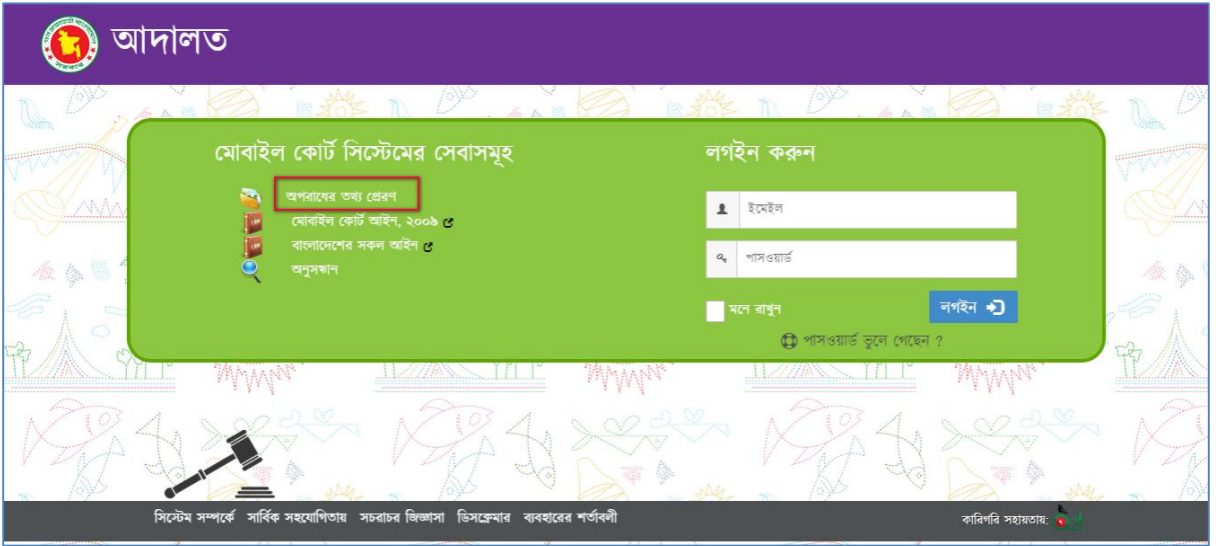 আদালত
মোবাইল কোর্ট সিস্টেমের সেবাসমূহ
অপরাধের তথ্য প্রেরণ
মোবাইল কোর্ট আইন, ২০০৯
বাংলাদেশের সকল আইন
অনুসন্ধান
লগইন করুন
ইমেইল
পাসওয়ার্ড
মনে রাখুন
লগইন
পাসওয়ার্ড ভুলে গেছেন ?
সিস্টেম সম্পর্কে সার্বিক সহযোগিতায় সচরাচর জিজ্ঞাসা ডিসক্লেমার ব্যবহারের শর্তাবলী
কারিগরি সহায়তায়: